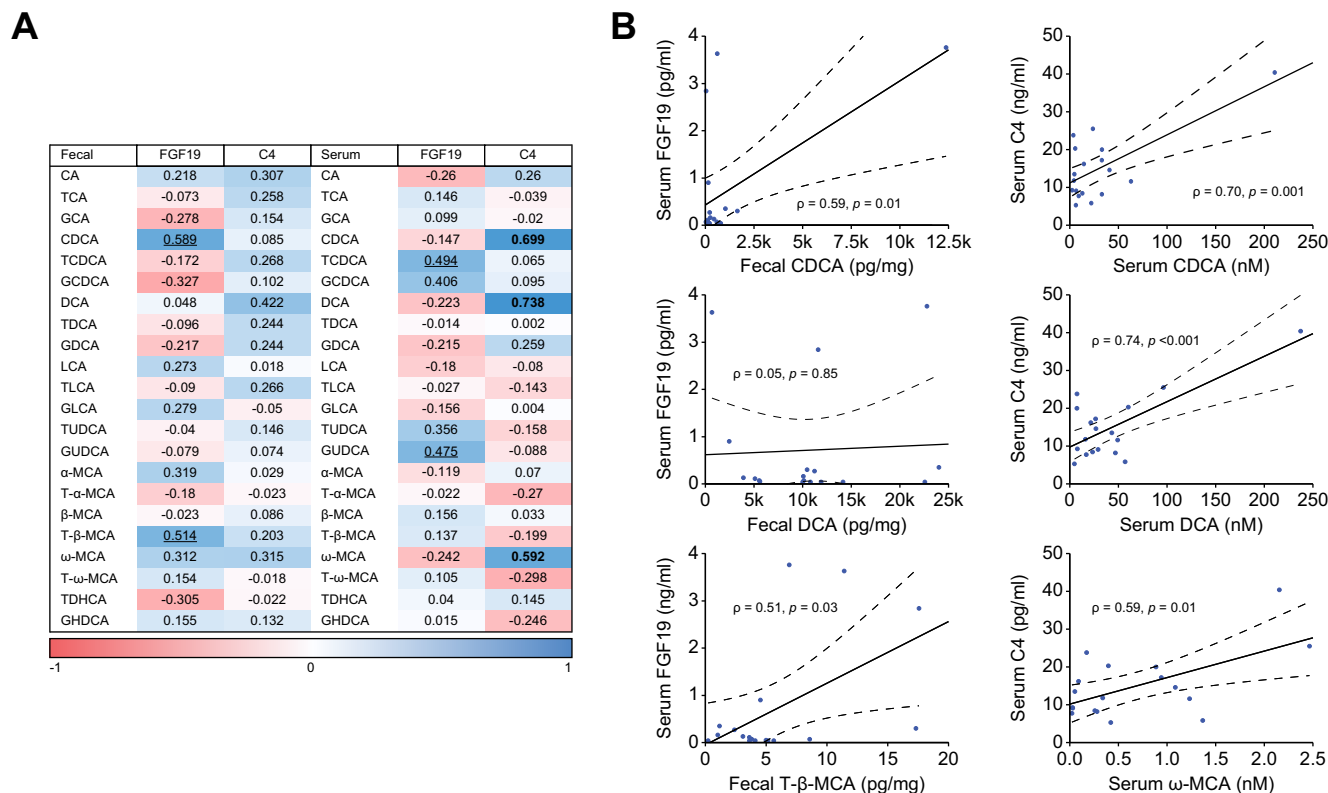 A
Fecal FGF19 C4 Serum FGF19 C4
CA 0.218 0.307 CA -0.26 0.26
TCA -0.073 0.258 TCA 0.146 -0.039
GCA -0.278 0.154 GCA 0.099 -0.02
CDCA 0.589 0.085 CDCA -0.147 0.699
TCDCA -0.172 0.268 TCDCA 0.494 0.065
GCDCA -0.327 0.102 GCDCA 0.406 0.095
DCA 0.048 0.422 DCA -0.223 0.738
TDCA -0.096 0.244 TDCA -0.014 0.002
GDCA -0.217 0.244 GDCA -0.215 0.259
LCA 0.273 0.018 LCA -0.18 -0.08
TLCA -0.09 0.266 TLCA -0.027 -0.143
GLCA 0.279 -0.05 GLCA -0.156 0.004
TUDCA -0.04 0.146 TUDCA 0.356 -0.158
GUDCA -0.079 0.074 GUDCA 0.475 -0.088
α-MCA 0.319 0.029 α-MCA -0.119 0.07
T-α-MCA -0.18 -0.023 T-α-MCA -0.022 -0.27
β-MCA -0.023 0.086 β-MCA 0.156 0.033
T-β-MCA 0.514 0.203 T-β-MCA 0.137 -0.199
ω-MCA 0.312 0.315 ω-MCA -0.242 0.592
T-ω-MCA 0.154 -0.018 T-ω-MCA 0.105 -0.298
TDHCA -0.305 -0.022 TDHCA 0.04 0.145
GHDCA 0.155 0.132 GHDCA 0.015 -0.246
-1 0 1
B
Serum FGF19 (pg/ml)
4
3
2
1
0
ρ = 0.59, p = 0.01
0 2.5k 5k 7.5k 10k 12.5k
Fecal CDCA (pg/mg)
Serum C4 (ng/ml)
50
40
30
20
10
0
ρ = 0.70, p = 0.001
0 50 100 150 200 250
Serum CDCA (nM)
Serum FGF19 (pg/ml)
4
3
2
1
0
ρ = 0.05, p = 0.85
0 5k 10k 15k 20k 25k
Fecal DCA (pg/mg)
Serum C4 (ng/ml)
50
40
30
20
10
0
ρ = 0.74, p <0.001
0 50 100 150 200 250
Serum DCA (nM)
Serum FGF19 (ng/ml)
4
3
2
1
0
ρ = 0.51, p = 0.03
0 5 10 15 20
Fecal T-β-MCA (pg/mg)
Serum C4 (pg/ml)
50
40
30
20
10
0
ρ = 0.59, p = 0.01
0.0 0.5 1.0 1.5 2.0 2.5
Serum ω-MCA (nM)